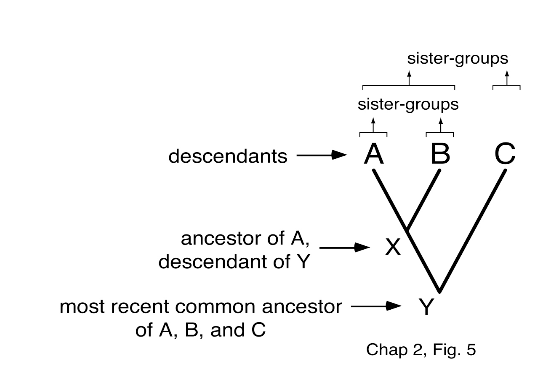 sister-groups
sister-groups
descendants A B C
ancestor of A,
descendant of Y
X
most recent common ancestor
of A, B, and C
Y
Chap 2, Fig. 5